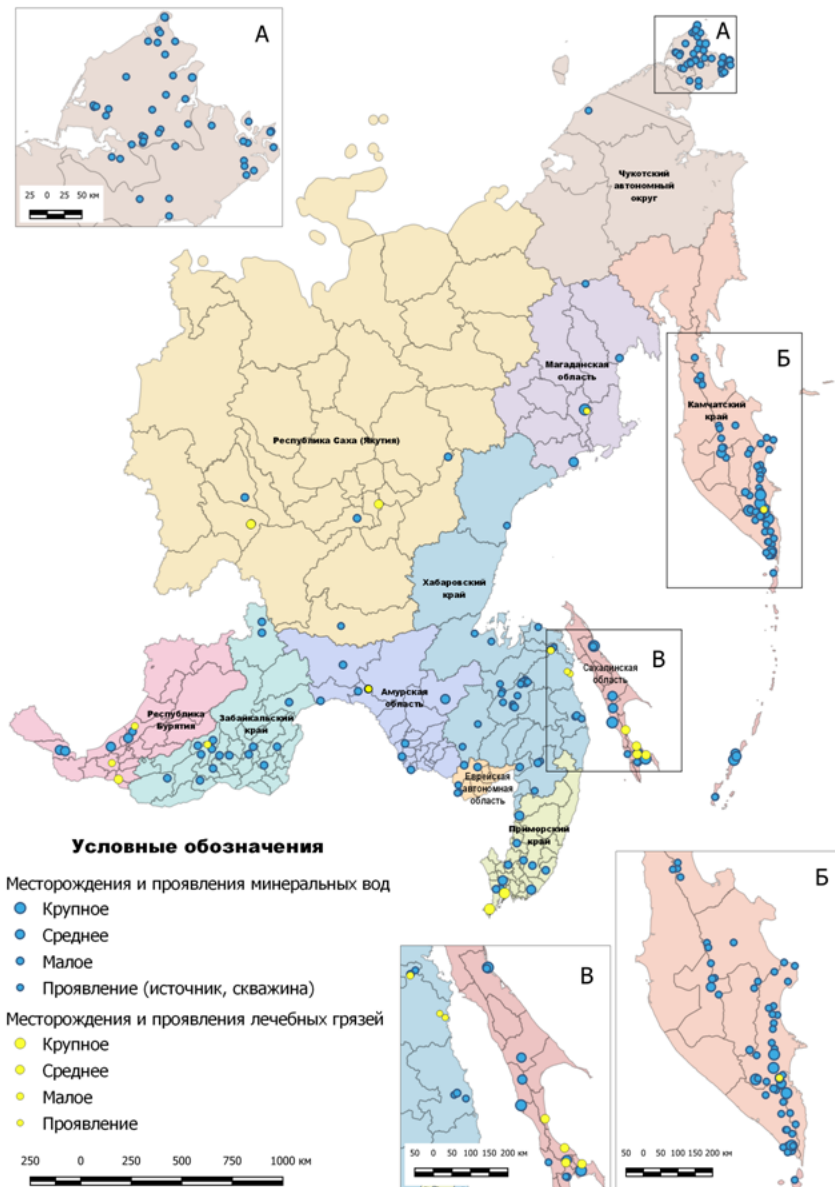 А
25 0 25 50 км
А
Чукотский
автономный
округ
Магаданская
область
Б
Камчатский
край
Республика Саха (Якутия)
Хабаровский
край
В
Сахалинская
область
Амурская
область
Республика
Бурятия
Забайкальский
край
Еврейская
автономная
область
Приморский
край
Условные обозначения
Месторождения и проявления минеральных вод
Крупное
Среднее
Малое
Проявление (источник, скважина)
Месторождения и проявления лечебных грязей
Крупное
Среднее
Малое
Проявление
250 0 250 500 750 1000 км
В
50 0 50 100 150 200 км
Б
50 0 50 100 150 200 км